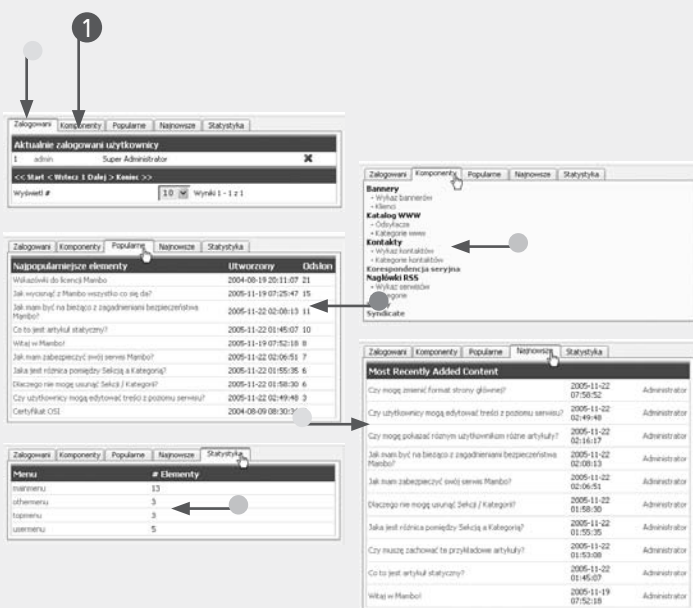 1
Zalogowani Komponenty Popularne Najnowsze Statystyka
Aktualnie zalogowani użytkownicy
1 admin Super Administrator
<< Start < Wstecz 1 Dalej > Koniec >>
Wyświetl # 10 Wyniki 1 - 1 z 1
Zalogowani Komponenty Popularne Najnowsze Statystyka
Bannery
- Wykaz bannerów
- Klienci
Katalog WWW
- Odsyłacze
- Kategorie www
Kontakty
- Wykaz kontaktów
- Kategorie kontaktów
Korespondencja seryjna
Nagłówki RSS
- Wykaz serwisów
Syndicate
Zalogowani Komponenty Popularne Najnowsze Statystyka
Najpopularniejsze elementy Utworzony Odsłon
Wskazówki do licencji Mambo 2004-08-19 20:11:07 21
Jak wycisnąć z Mambo wszystko co się da? 2005-11-19 07:25:47 15
Jak mam być na bieżąco z zagadnieniami bezpieczeństwa Mambo? 2005-11-22 02:08:13 11
Co to jest artykuł statyczny? 2005-11-22 01:45:07 10
Witaj w Mambo! 2005-11-19 07:52:18 8
Jak mam zabezpieczyć swój serwis Mambo? 2005-11-22 02:06:51 7
Jaka jest różnica pomiędzy Sekcją a Kategorią? 2005-11-22 01:55:35 6
Dlaczego nie mogę usunąć Sekcji / Kategorii? 2005-11-22 01:58:30 6
Czy użytkownicy mogą edytować treści z poziomu serwisu? 2005-11-22 02:49:48 3
Certyfikat OSI 2004-08-09
Zalogowani Komponenty Popularne Najnowsze Statystyka
Most Recently Added Content
Czy mogę zmienić format strony głównej? 2005-11-22 07:58:52 Administrator
Czy użytkownicy mogą edytować treści z poziomu serwisu? 2005-11-22 02:49:48 Administrator
Czy mogę pokazać różnym użytkownikom różne artykuły? 2005-11-22 02:16:17 Administrator
Jak mam być na bieżąco z zagadnieniami bezpieczeństwa Mambo? 2005-11-22 02:08:13 Administrator
Jak mam zabezpieczyć swój serwis Mambo? 2005-11-22 02:06:51 Administrator
Dlaczego nie mogę usunąć Sekcji / Kategorii? 2005-11-22 01:58:30 Administrator
Jaka jest różnica pomiędzy Sekcją a Kategorią? 2005-11-22 01:55:35 Administrator
Czy muszę zachować te przykładowe artykuły? 2005-11-22 01:53:08 Administrator
Co to jest artykuł statyczny? 2005-11-22 01:45:07 Administrator
Witaj w Mambo! 2005-11-19 07:52:18 Administrator
Zalogowani Komponenty Popularne Najnowsze Statystyka
Menu # Elementy
mainmenu 13
othermenu 3
topmenu 3
usermenu 5